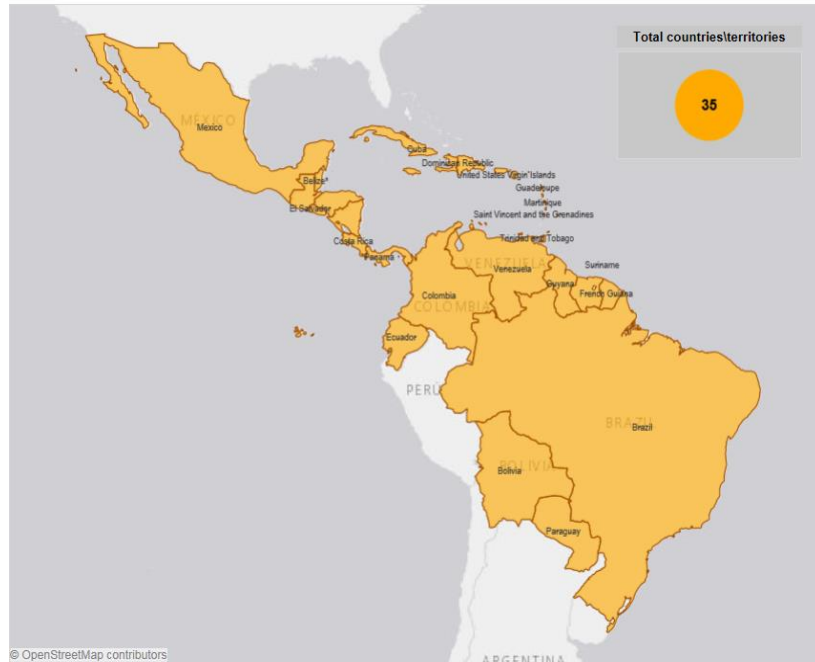 Total countries\territories
35
MÉXICO
Mexico
Cuba
Dominican Republic
United States Virgin Islands
Guadeloupe
Martinique
Saint Vincent and the Grenadines
Trinidad and Tobago
Belize*
El Salvador
Costa Rica
Panama
VENEZUELA
Venezuela
Suriname
Guyana
French Guiana
Colombia
COLOMBIA
Ecuador
PERÚ
BRAZIL
Brazil
BOLIVIA
Bolivia
Paraguay
ARGENTINA
© OpenStreetMap contributors